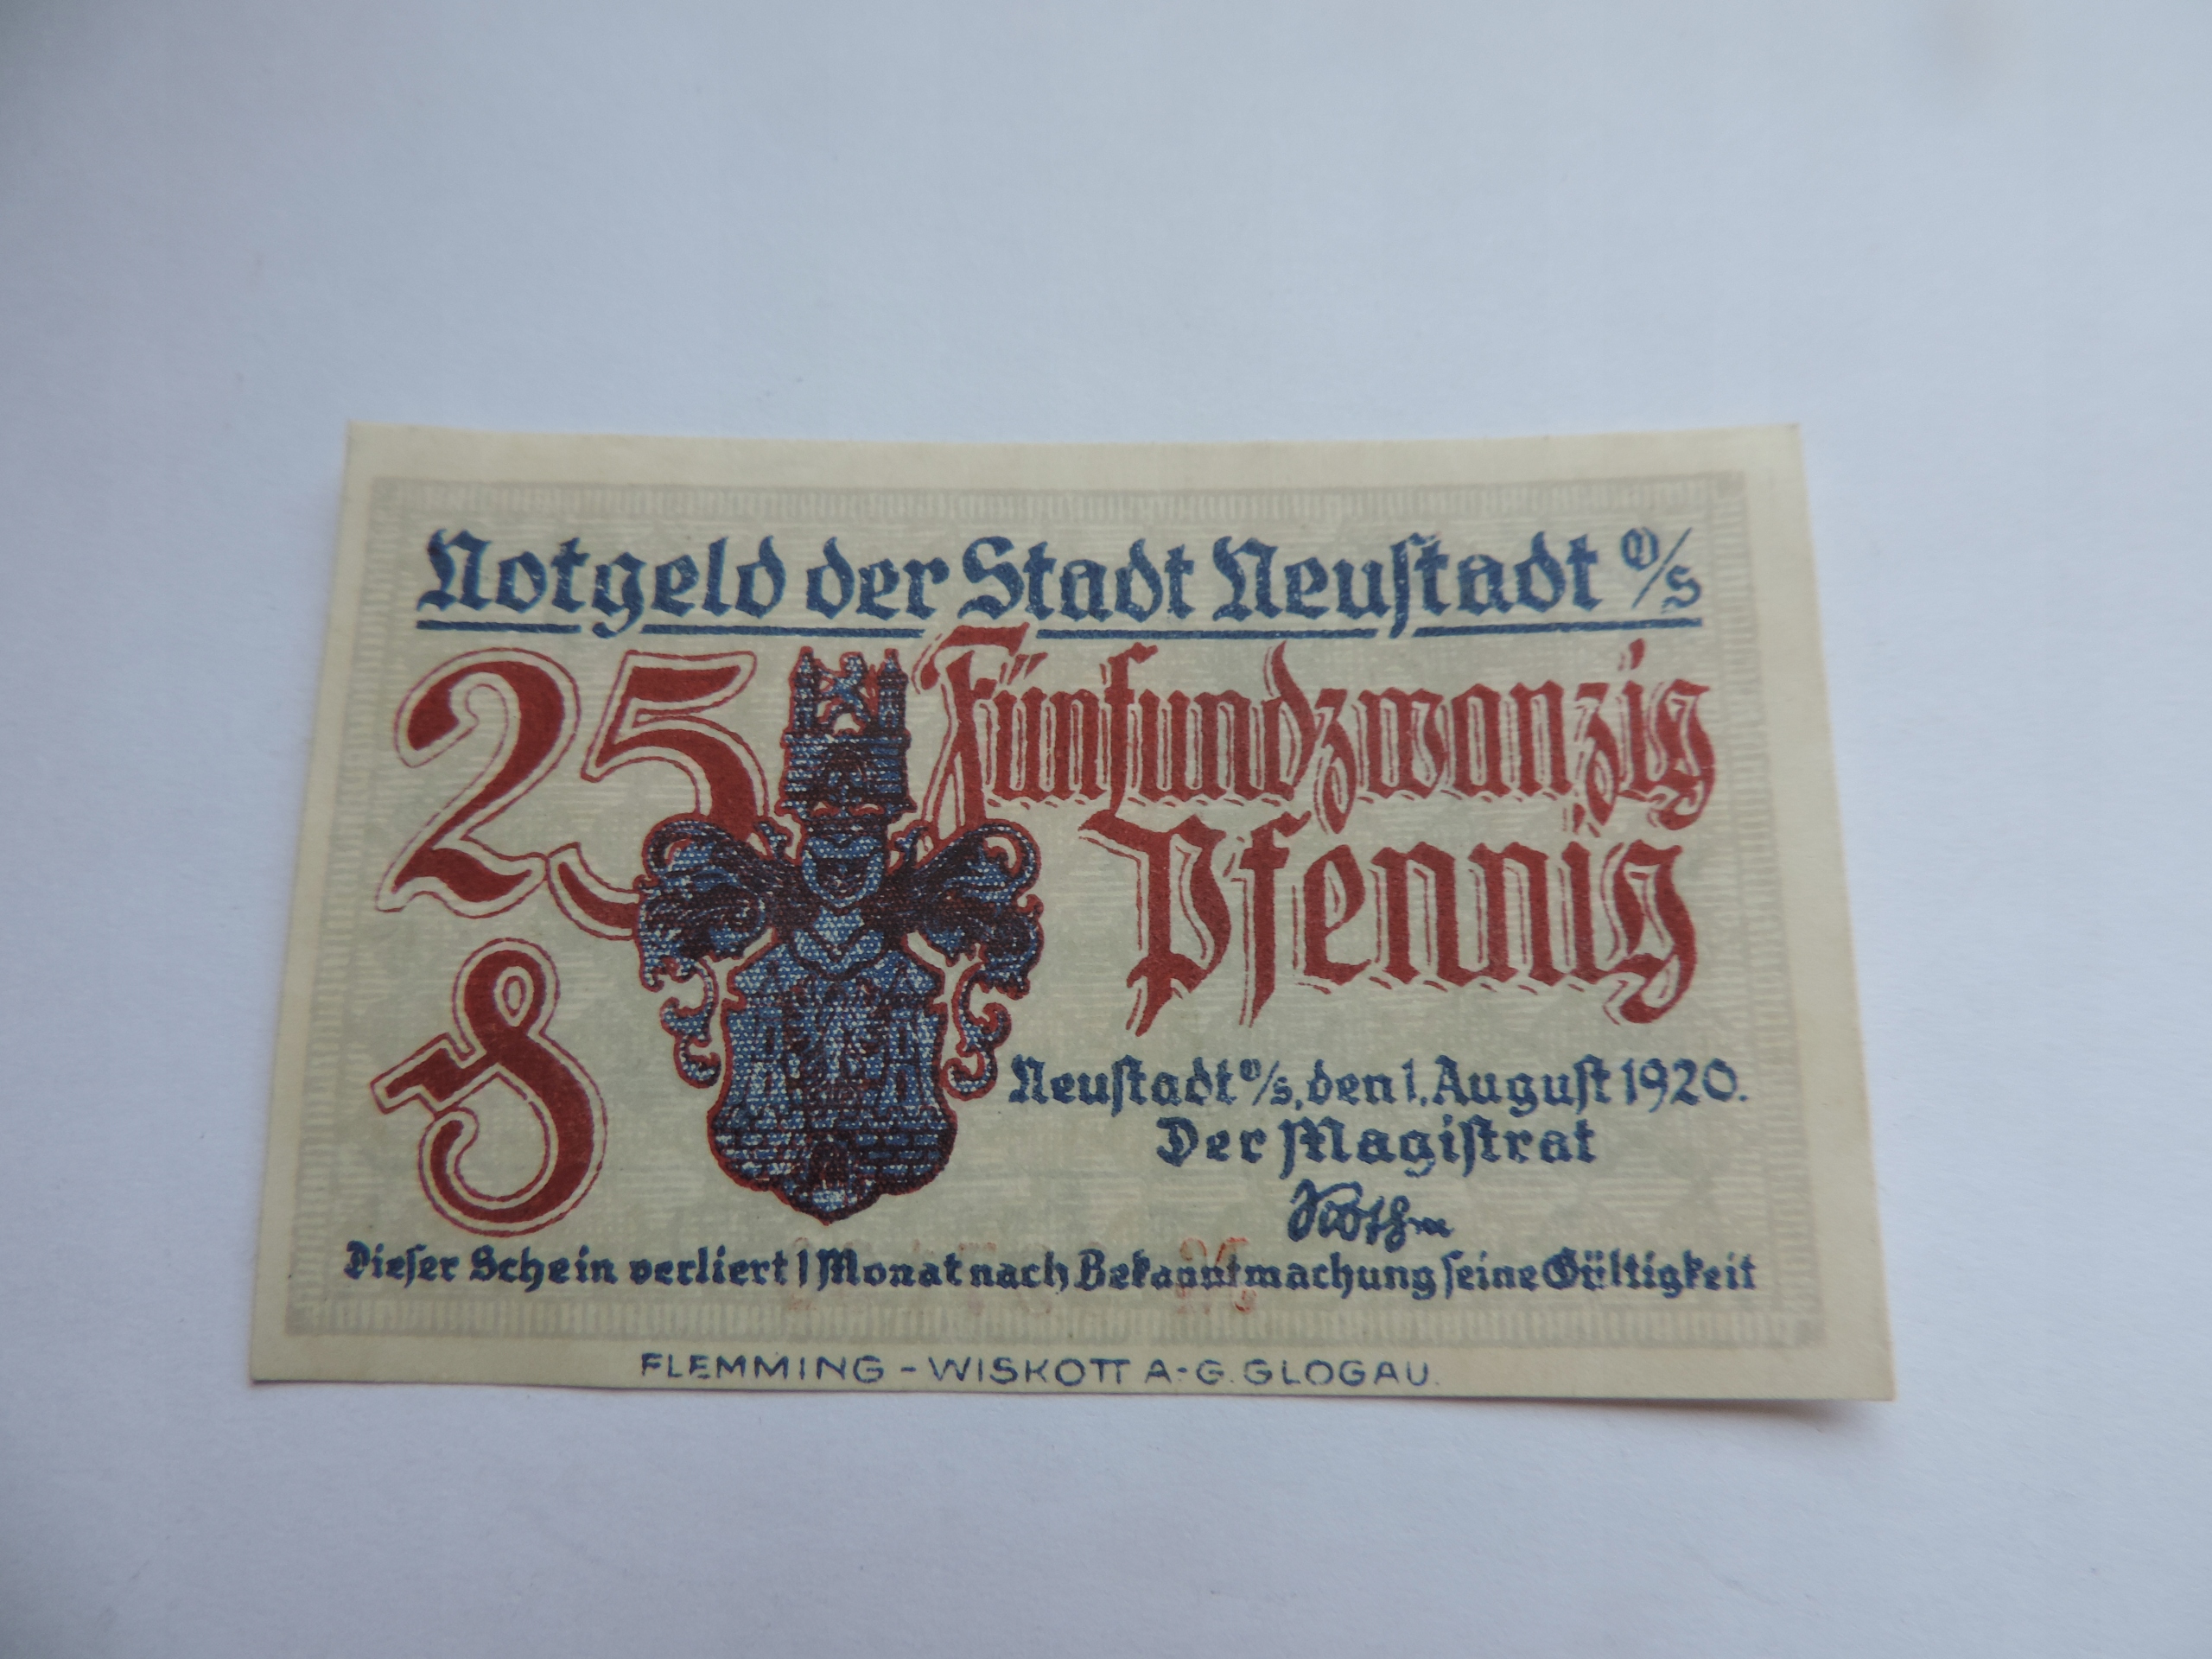 Notgeld der Stadt Neuſtadt O/S
25 Fünfundzwanzig
₰ Pfennig
Neuſtadt O/S, den 1. Auguſt 1920.
Der Magiſtrat
Dieſer Schein verliert 1 Monat nach Bekanntmachung ſeine Gültigkeit
FLEMMING - WISKOTT A.-G. GLOGAU.